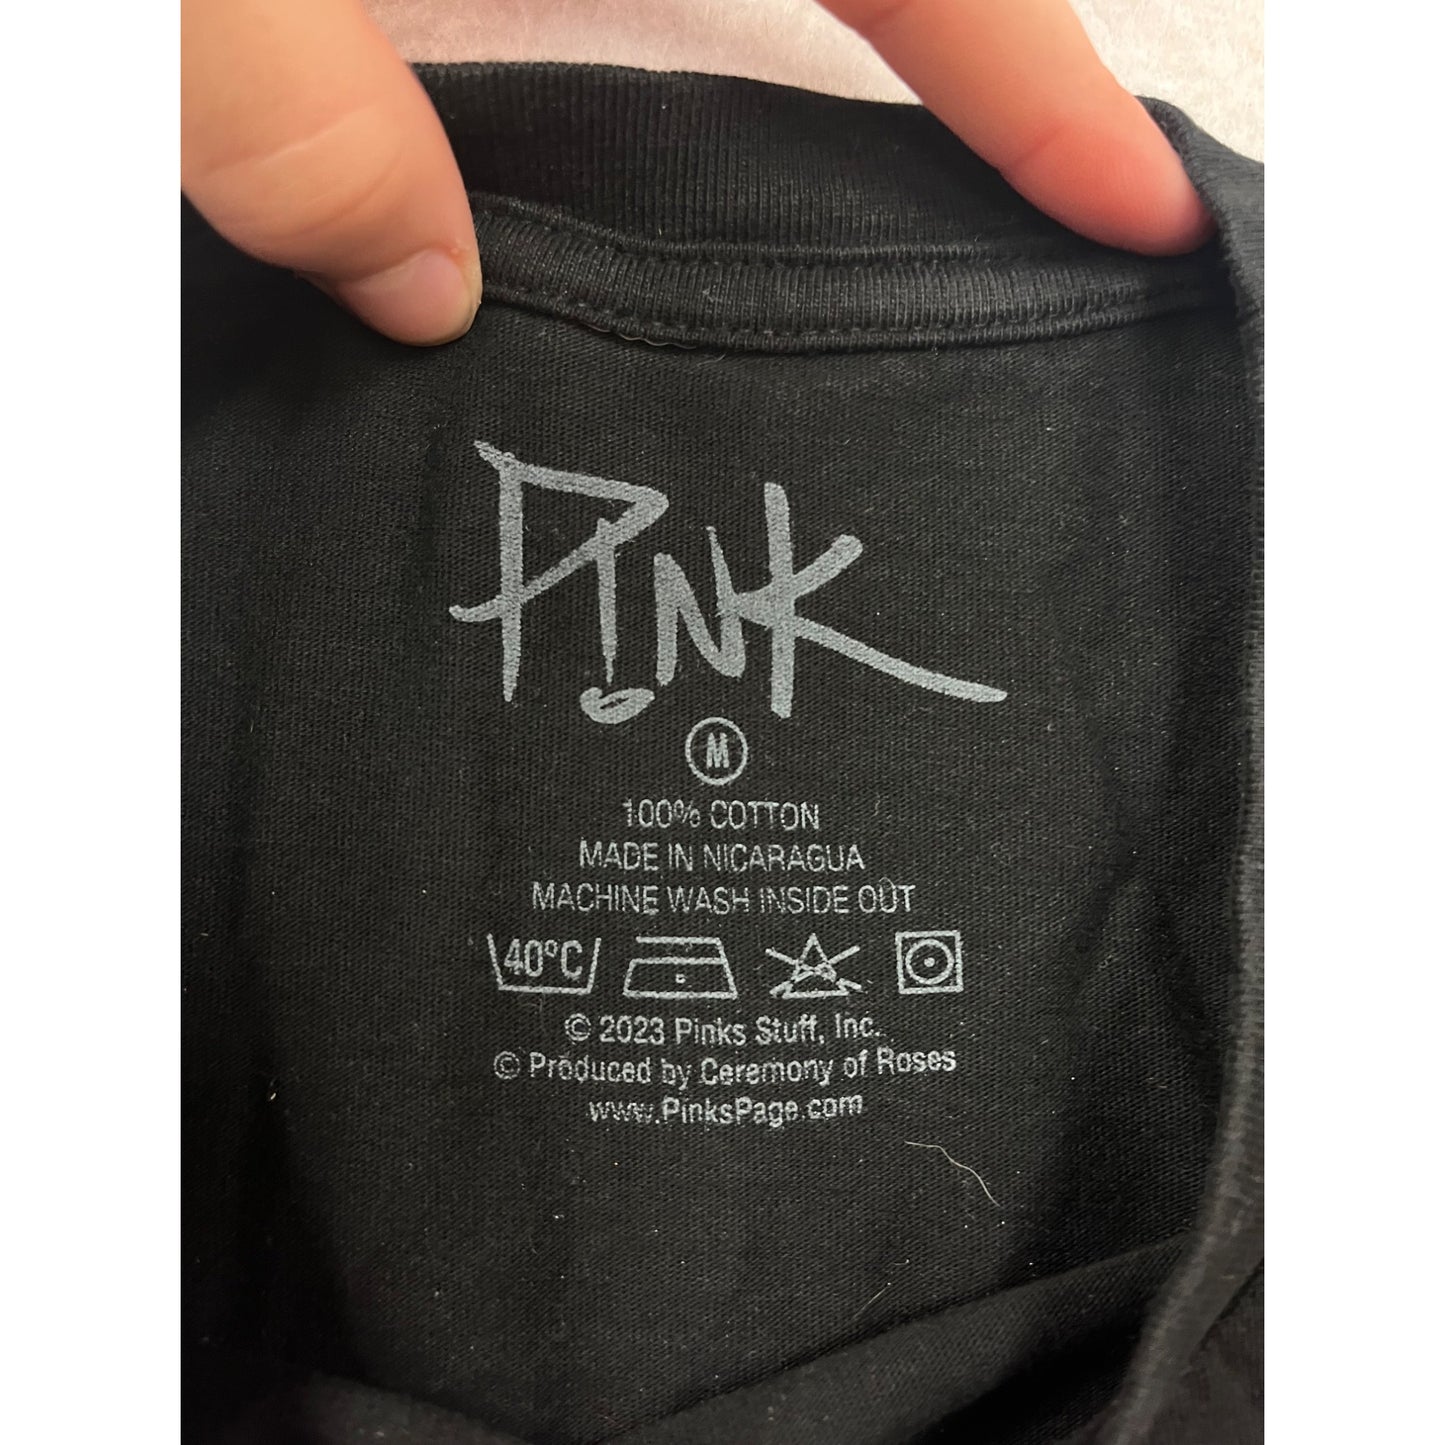 P!NK
M
100% COTTON
MADE IN NICARAGUA
MACHINE WASH INSIDE OUT
40°C
© 2023 Pinks Stuff, Inc.
© Produced by Ceremony of Roses
www.PinksPage.com